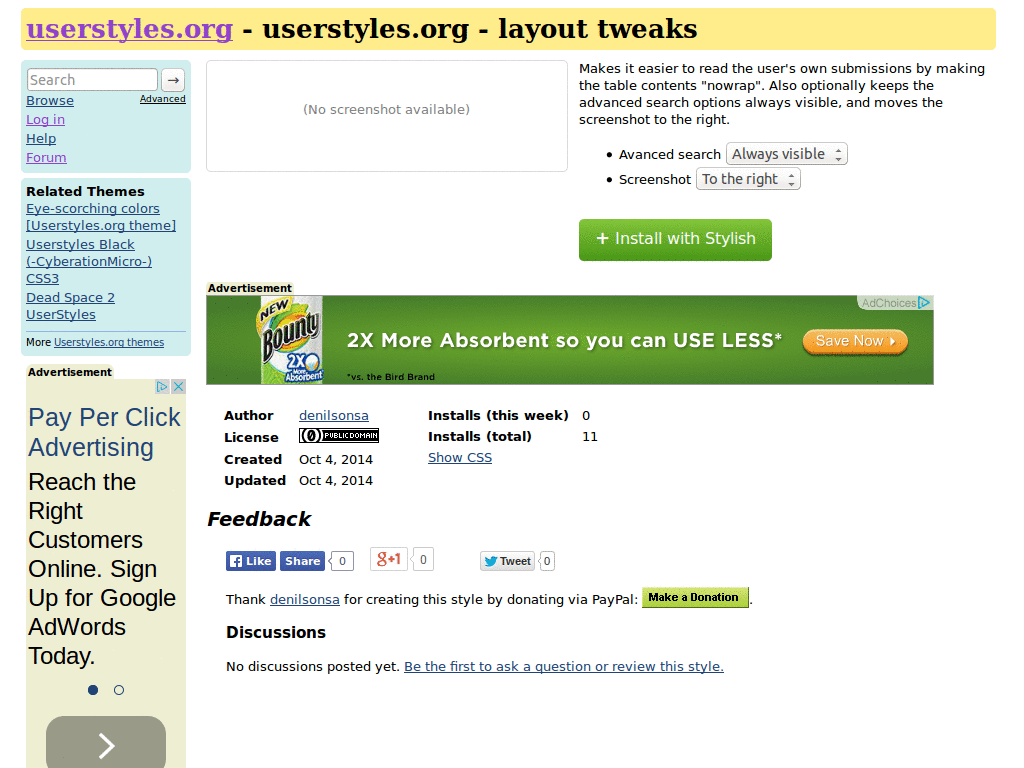 userstyles.org - userstyles.org - layout tweaks
Search →
Browse Advanced
Log in
Help
Forum
Related Themes
Eye-scorching colors
[Userstyles.org theme]
Userstyles Black
(-CyberationMicro-)
CSS3
Dead Space 2
UserStyles
More Userstyles.org themes
Advertisement
Pay Per Click
Advertising
Reach the
Right
Customers
Online. Sign
Up for Google
AdWords
Today.
(No screenshot available)
Makes it easier to read the user's own submissions by making
the table contents "nowrap". Also optionally keeps the
advanced search options always visible, and moves the
screenshot to the right.
• Avanced search Always visible
• Screenshot To the right
+ Install with Stylish
Advertisement
AdChoices
NEW
Bounty
2X
More
Absorbent
2X More Absorbent so you can USE LESS*
Save Now
*vs. the Bird Brand
Author denilsonsa Installs (this week) 0
License PUBLIC DOMAIN Installs (total) 11
Created Oct 4, 2014 Show CSS
Updated Oct 4, 2014
Feedback
Like Share 0 g+1 0 Tweet 0
Thank denilsonsa for creating this style by donating via PayPal: Make a Donation.
Discussions
No discussions posted yet. Be the first to ask a question or review this style.